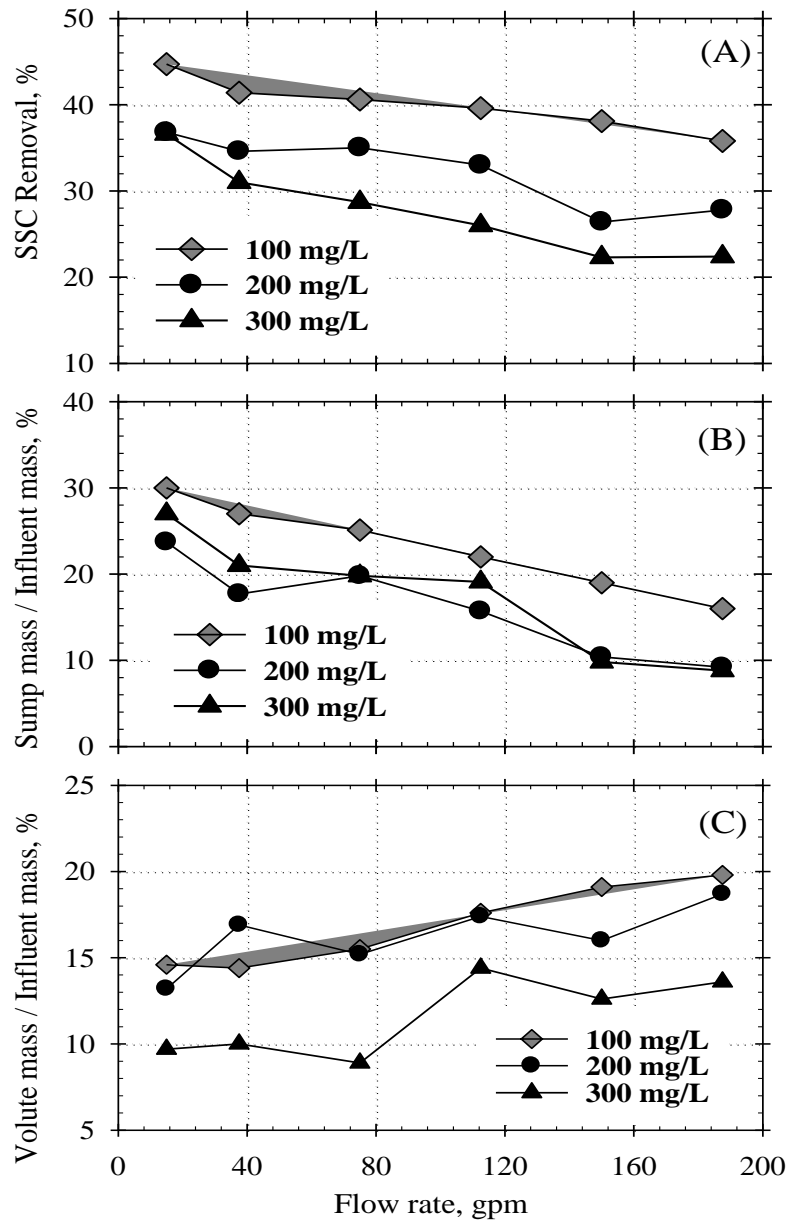 50
(A)
40
30
20
10
SSC Removal, %
100 mg/L
200 mg/L
300 mg/L
40
(B)
30
20
10
0
Sump mass / Influent mass, %
100 mg/L
200 mg/L
300 mg/L
25
(C)
20
15
10
5
Volute mass / Influent mass, %
100 mg/L
200 mg/L
300 mg/L
0 40 80 120 160 200
Flow rate, gpm